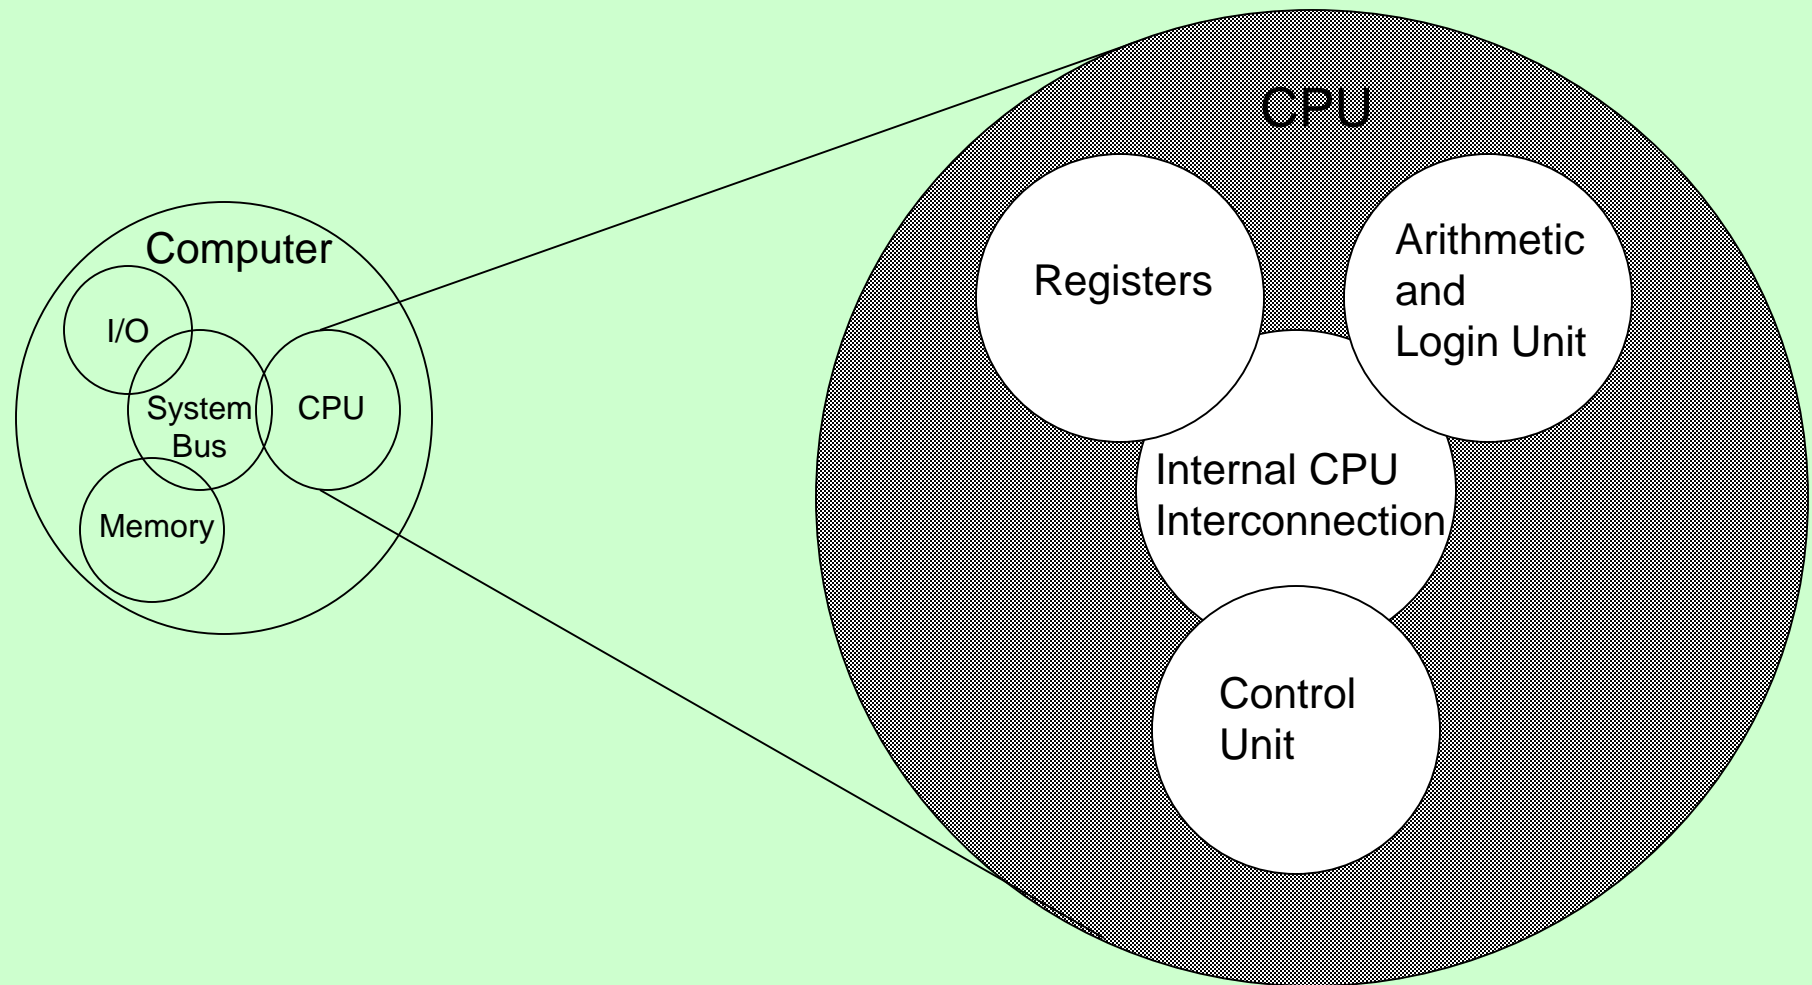 Computer
I/O
System
Bus
CPU
Memory
CPU
Registers
Arithmetic
and
Login Unit
Internal CPU
Interconnection
Control
Unit